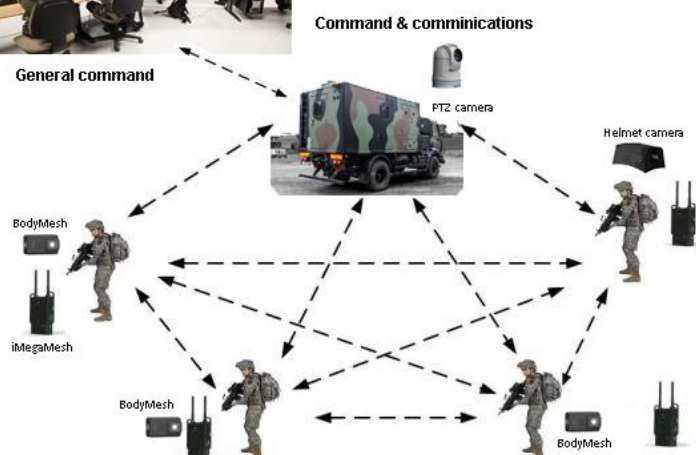 Command & comminications
General command
PTZ camera
Helmet camera
BodyMesh
iMegaMesh
BodyMesh
BodyMesh